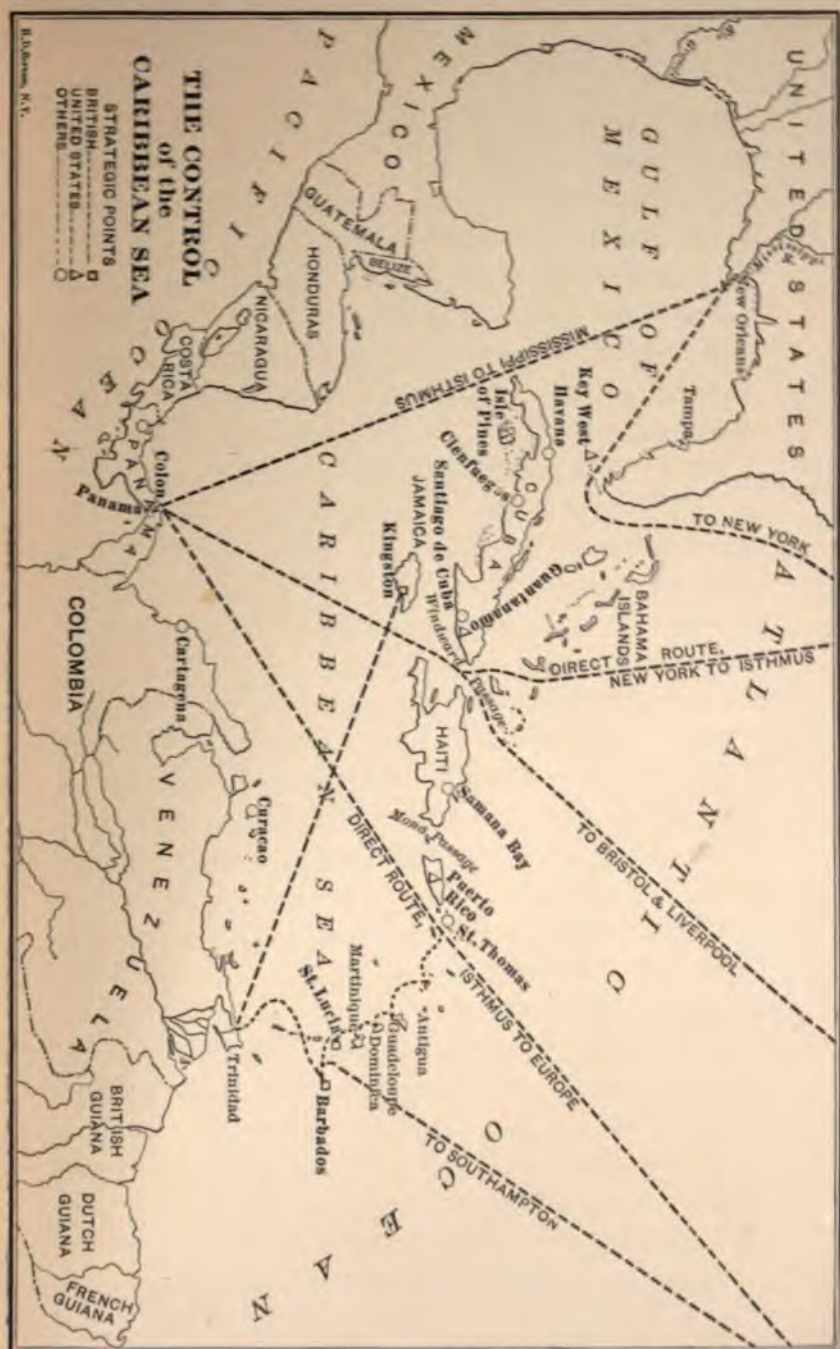 THE CONTROL
of the
CARIBBEAN SEA
STRATEGIC POINTS
BRITISH
UNITED STATES
OTHERS
N.Y.
UNITED STATES
Mississippi R.
New Orleans
Tampa
GULF OF
MEXICO
MEXICO
PACIFIC
OCEAN
GUATEMALA
BELIZE
HONDURAS
NICARAGUA
COSTA
RICA
PANAMA
Colon
Panama
MISSISSIPPI TO ISTHMUS
Key West
Havana
Isle
of Pines
Cienfuegos
CUBA
Santiago de Cuba
Guantanamo
JAMAICA
Kingston
Windward Passage
BAHAMA
ISLANDS
TO NEW YORK
DIRECT ROUTE,
NEW YORK TO ISTHMUS
ATLANTIC
OCEAN
HAITI
Samana Bay
Mona Passage
Puerto
Rico
St. Thomas
TO BRISTOL & LIVERPOOL
DIRECT ROUTE,
ISTHMUS TO EUROPE
TO SOUTHAMPTON
CARIBBEAN SEA
Antigua
Guadeloupe
Dominica
Martinique
St. Lucia
Barbados
Trinidad
Curacao
Cartagena
COLOMBIA
VENEZUELA
BRITISH
GUIANA
DUTCH
GUIANA
FRENCH
GUIANA